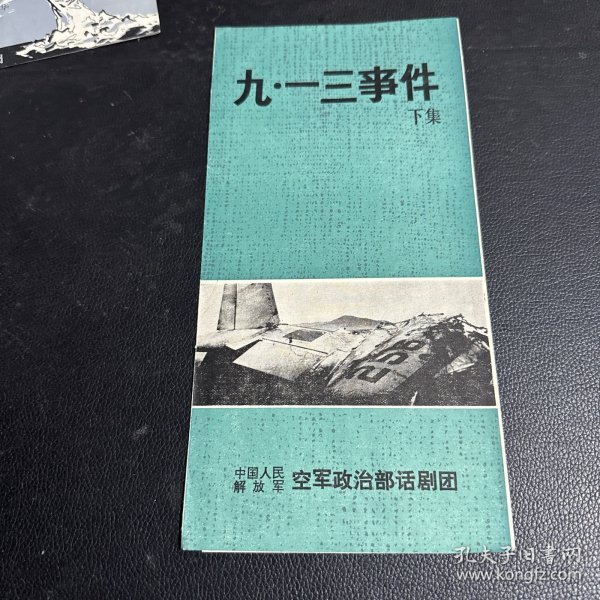 九·一三事件
下集
256
中国人民
解放军
空军政治部话剧团
孔夫子旧书网
www.kongfz.com